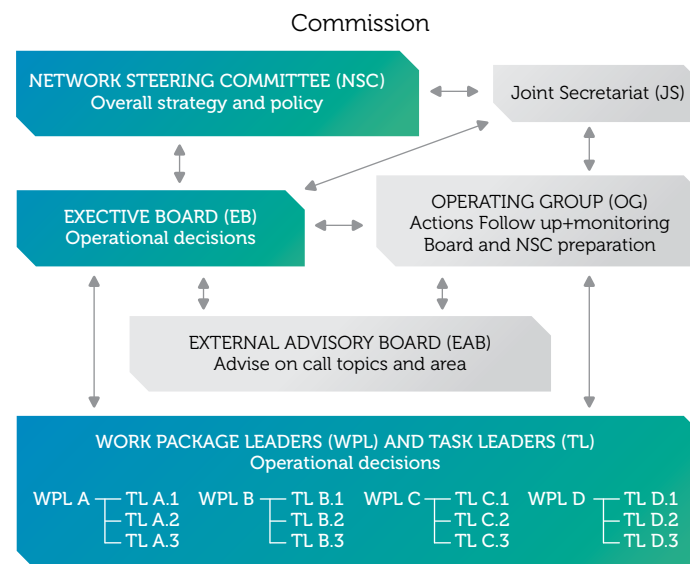 Commission
NETWORK STEERING COMMITTEE (NSC)
Overall strategy and policy
Joint Secretariat (JS)
EXECTIVE BOARD (EB)
Operational decisions
OPERATING GROUP (OG)
Actions Follow up+monitoring
Board and NSC preparation
EXTERNAL ADVISORY BOARD (EAB)
Advise on call topics and area
WORK PACKAGE LEADERS (WPL) AND TASK LEADERS (TL)
Operational decisions
WPL A TL A.1 WPL B TL B.1 WPL C TL C.1 WPL D TL D.1
TL A.2 TL B.2 TL C.2 TL D.2
TL A.3 TL B.3 TL C.3 TL D.3